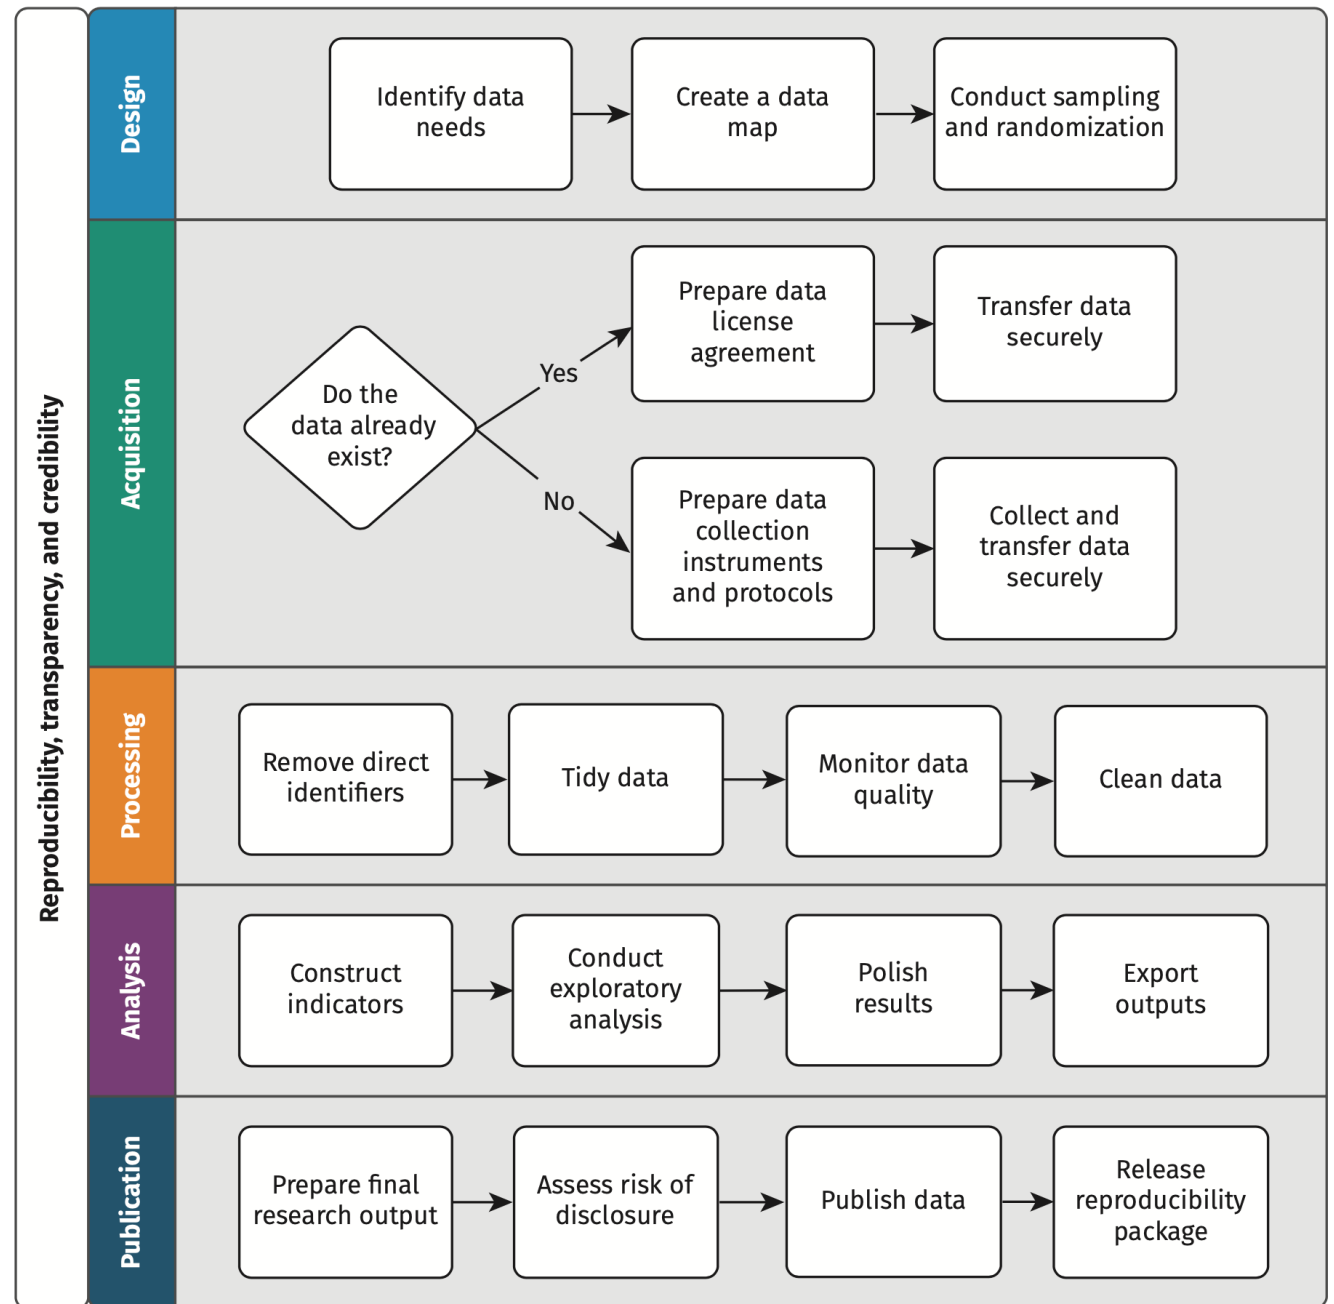 Reproducibility, transparency, and credibility
Design
Identify data
needs
Create a data
map
Conduct sampling
and randomization
Acquisition
Do the
data already
exist?
Yes
Prepare data
license
agreement
Transfer data
securely
No
Prepare data
collection
instruments
and protocols
Collect and
transfer data
securely
Processing
Remove direct
identifiers
Tidy data
Monitor data
quality
Clean data
Analysis
Construct
indicators
Conduct
exploratory
analysis
Polish
results
Export
outputs
Publication
Prepare final
research output
Assess risk of
disclosure
Publish data
Release
reproducibility
package